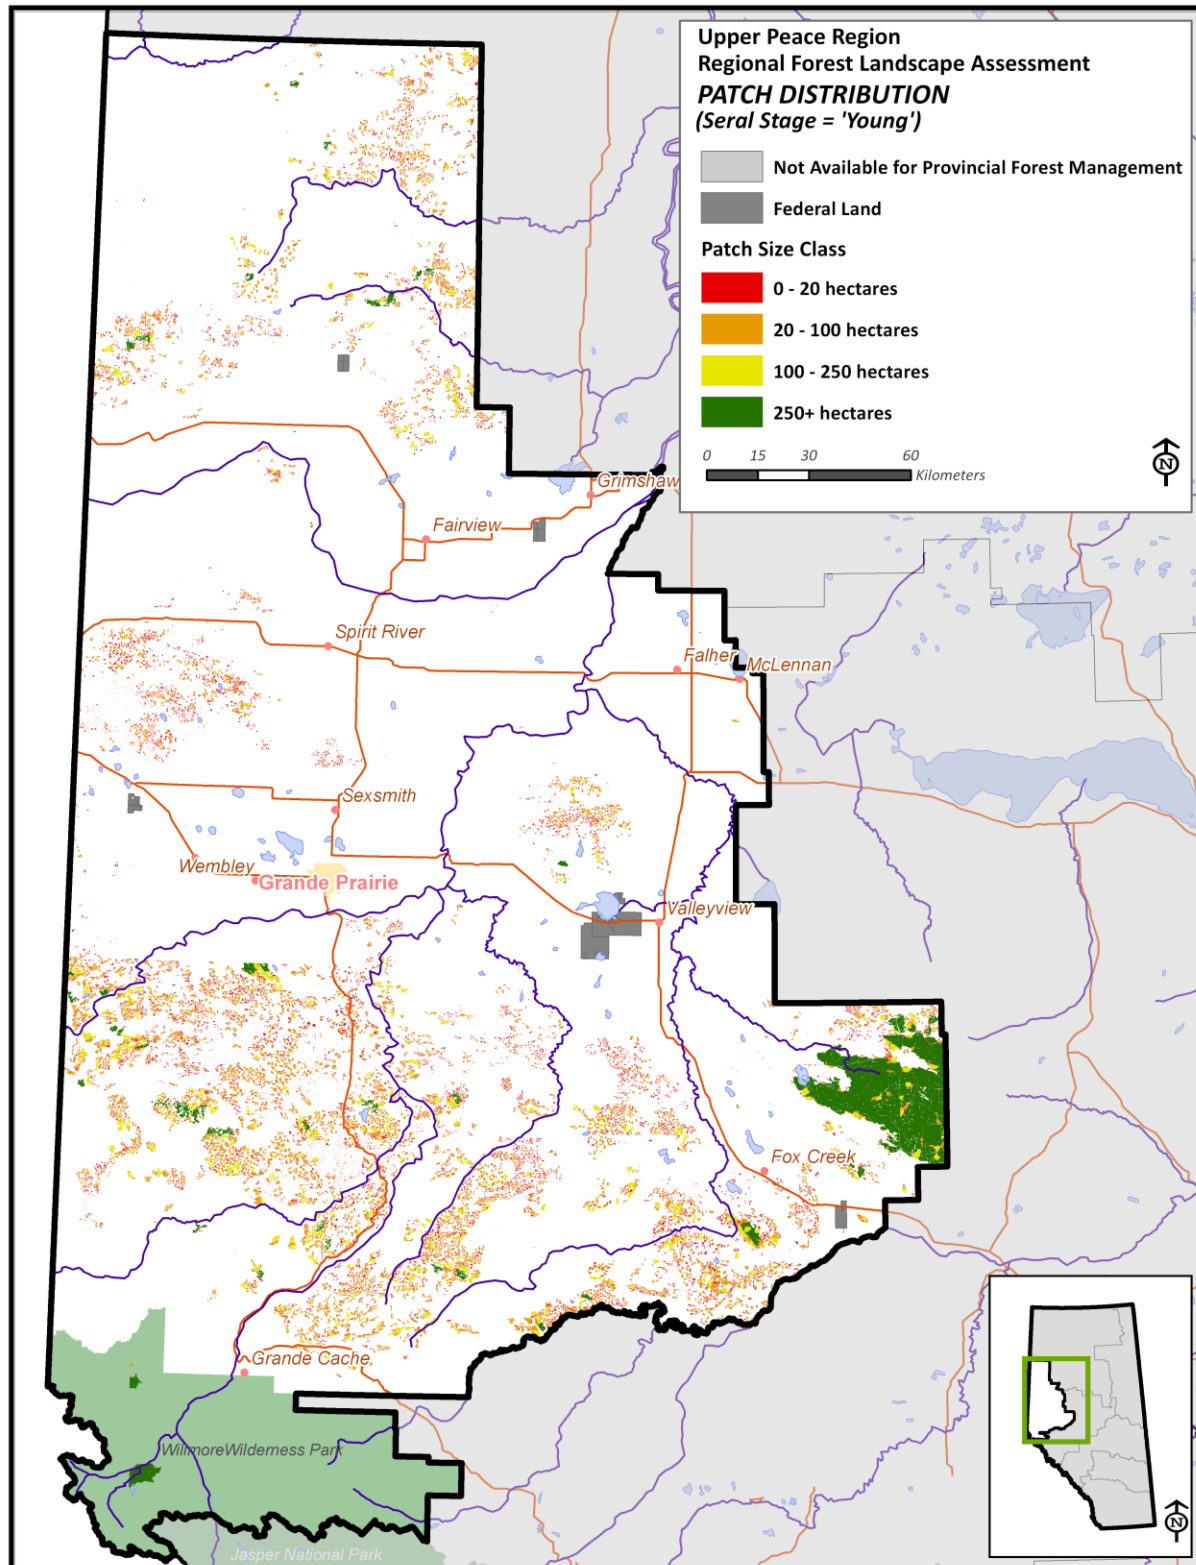 Upper Peace Region
Regional Forest Landscape Assessment
PATCH DISTRIBUTION
(Seral Stage = 'Young')
Not Available for Provincial Forest Management
Federal Land
Patch Size Class
0 - 20 hectares
20 - 100 hectares
100 - 250 hectares
250+ hectares
0 15 30 60
Kilometers
N
Grimshaw
Fairview
Spirit River
Falher
McLennan
Sexsmith
Wembley
Grande Prairie
Valleyview
Fox Creek
Grande Cache
WillmoreWilderness Park
Jasper National Park
N